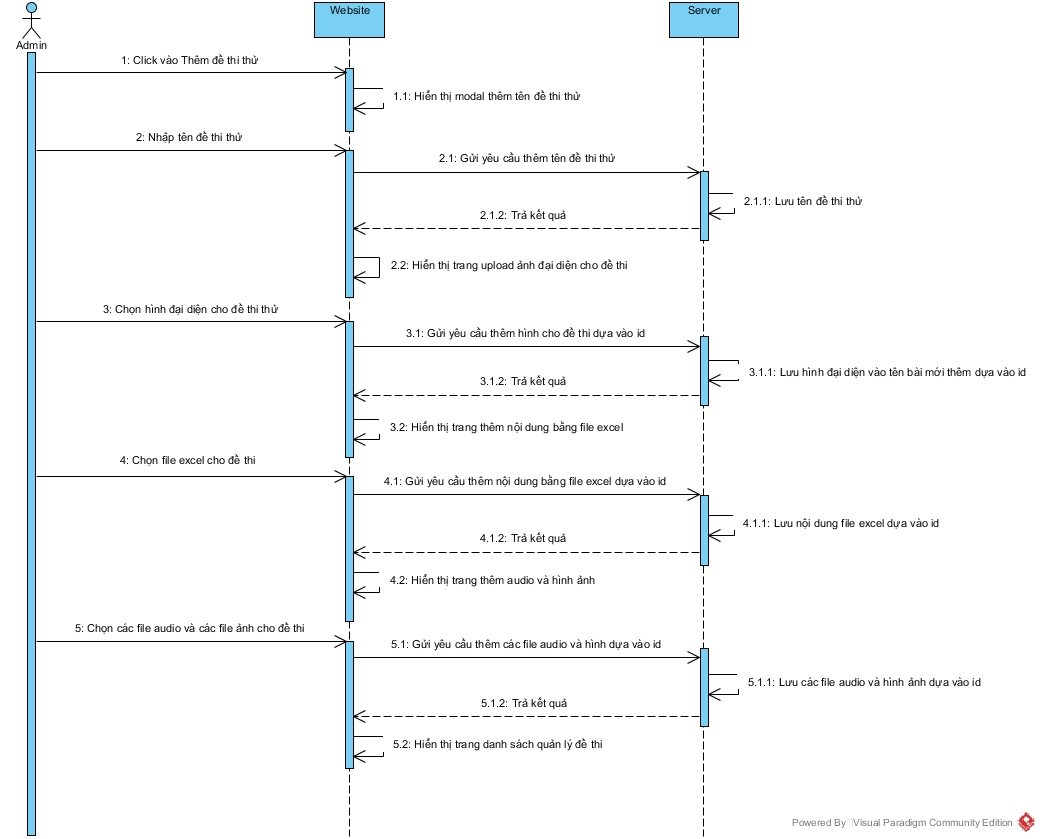 Website
Server
Admin
1: Click vào Thêm đề thi thử
1.1: Hiển thị modal thêm tên đề thi thử
2: Nhập tên đề thi thử
2.1: Gửi yêu cầu thêm tên đề thi thử
2.1.1: Lưu tên đề thi thử
2.1.2: Trả kết quả
2.2: Hiển thị trang upload ảnh đại diện cho đề thi
3: Chọn hình đại diện cho đề thi thử
3.1: Gửi yêu cầu thêm hình cho đề thi dựa vào id
3.1.1: Lưu hình đại diện vào tên bài mới thêm dựa vào id
3.1.2: Trả kết quả
3.2: Hiển thị trang thêm nội dung bằng file excel
4: Chọn file excel cho đề thi
4.1: Gửi yêu cầu thêm nội dung bằng file excel dựa vào id
4.1.1: Lưu nội dung file excel dựa vào id
4.1.2: Trả kết quả
4.2: Hiển thị trang thêm audio và hình ảnh
5: Chọn các file audio và các file ảnh cho đề thi
5.1: Gửi yêu cầu thêm các file audio và hình dựa vào id
5.1.1: Lưu các file audio và hình ảnh dựa vào id
5.1.2: Trả kết quả
5.2: Hiển thị trang danh sách quản lý đề thi
Powered By Visual Paradigm Community Edition